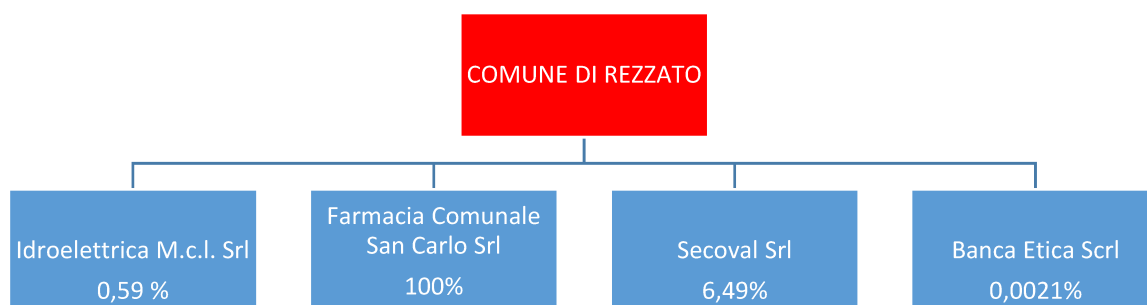 COMUNE DI REZZATO
Idroelettrica M.c.l. Srl
0,59 %
Farmacia Comunale
San Carlo Srl
100%
Secoval Srl
6,49%
Banca Etica Scrl
0,0021%